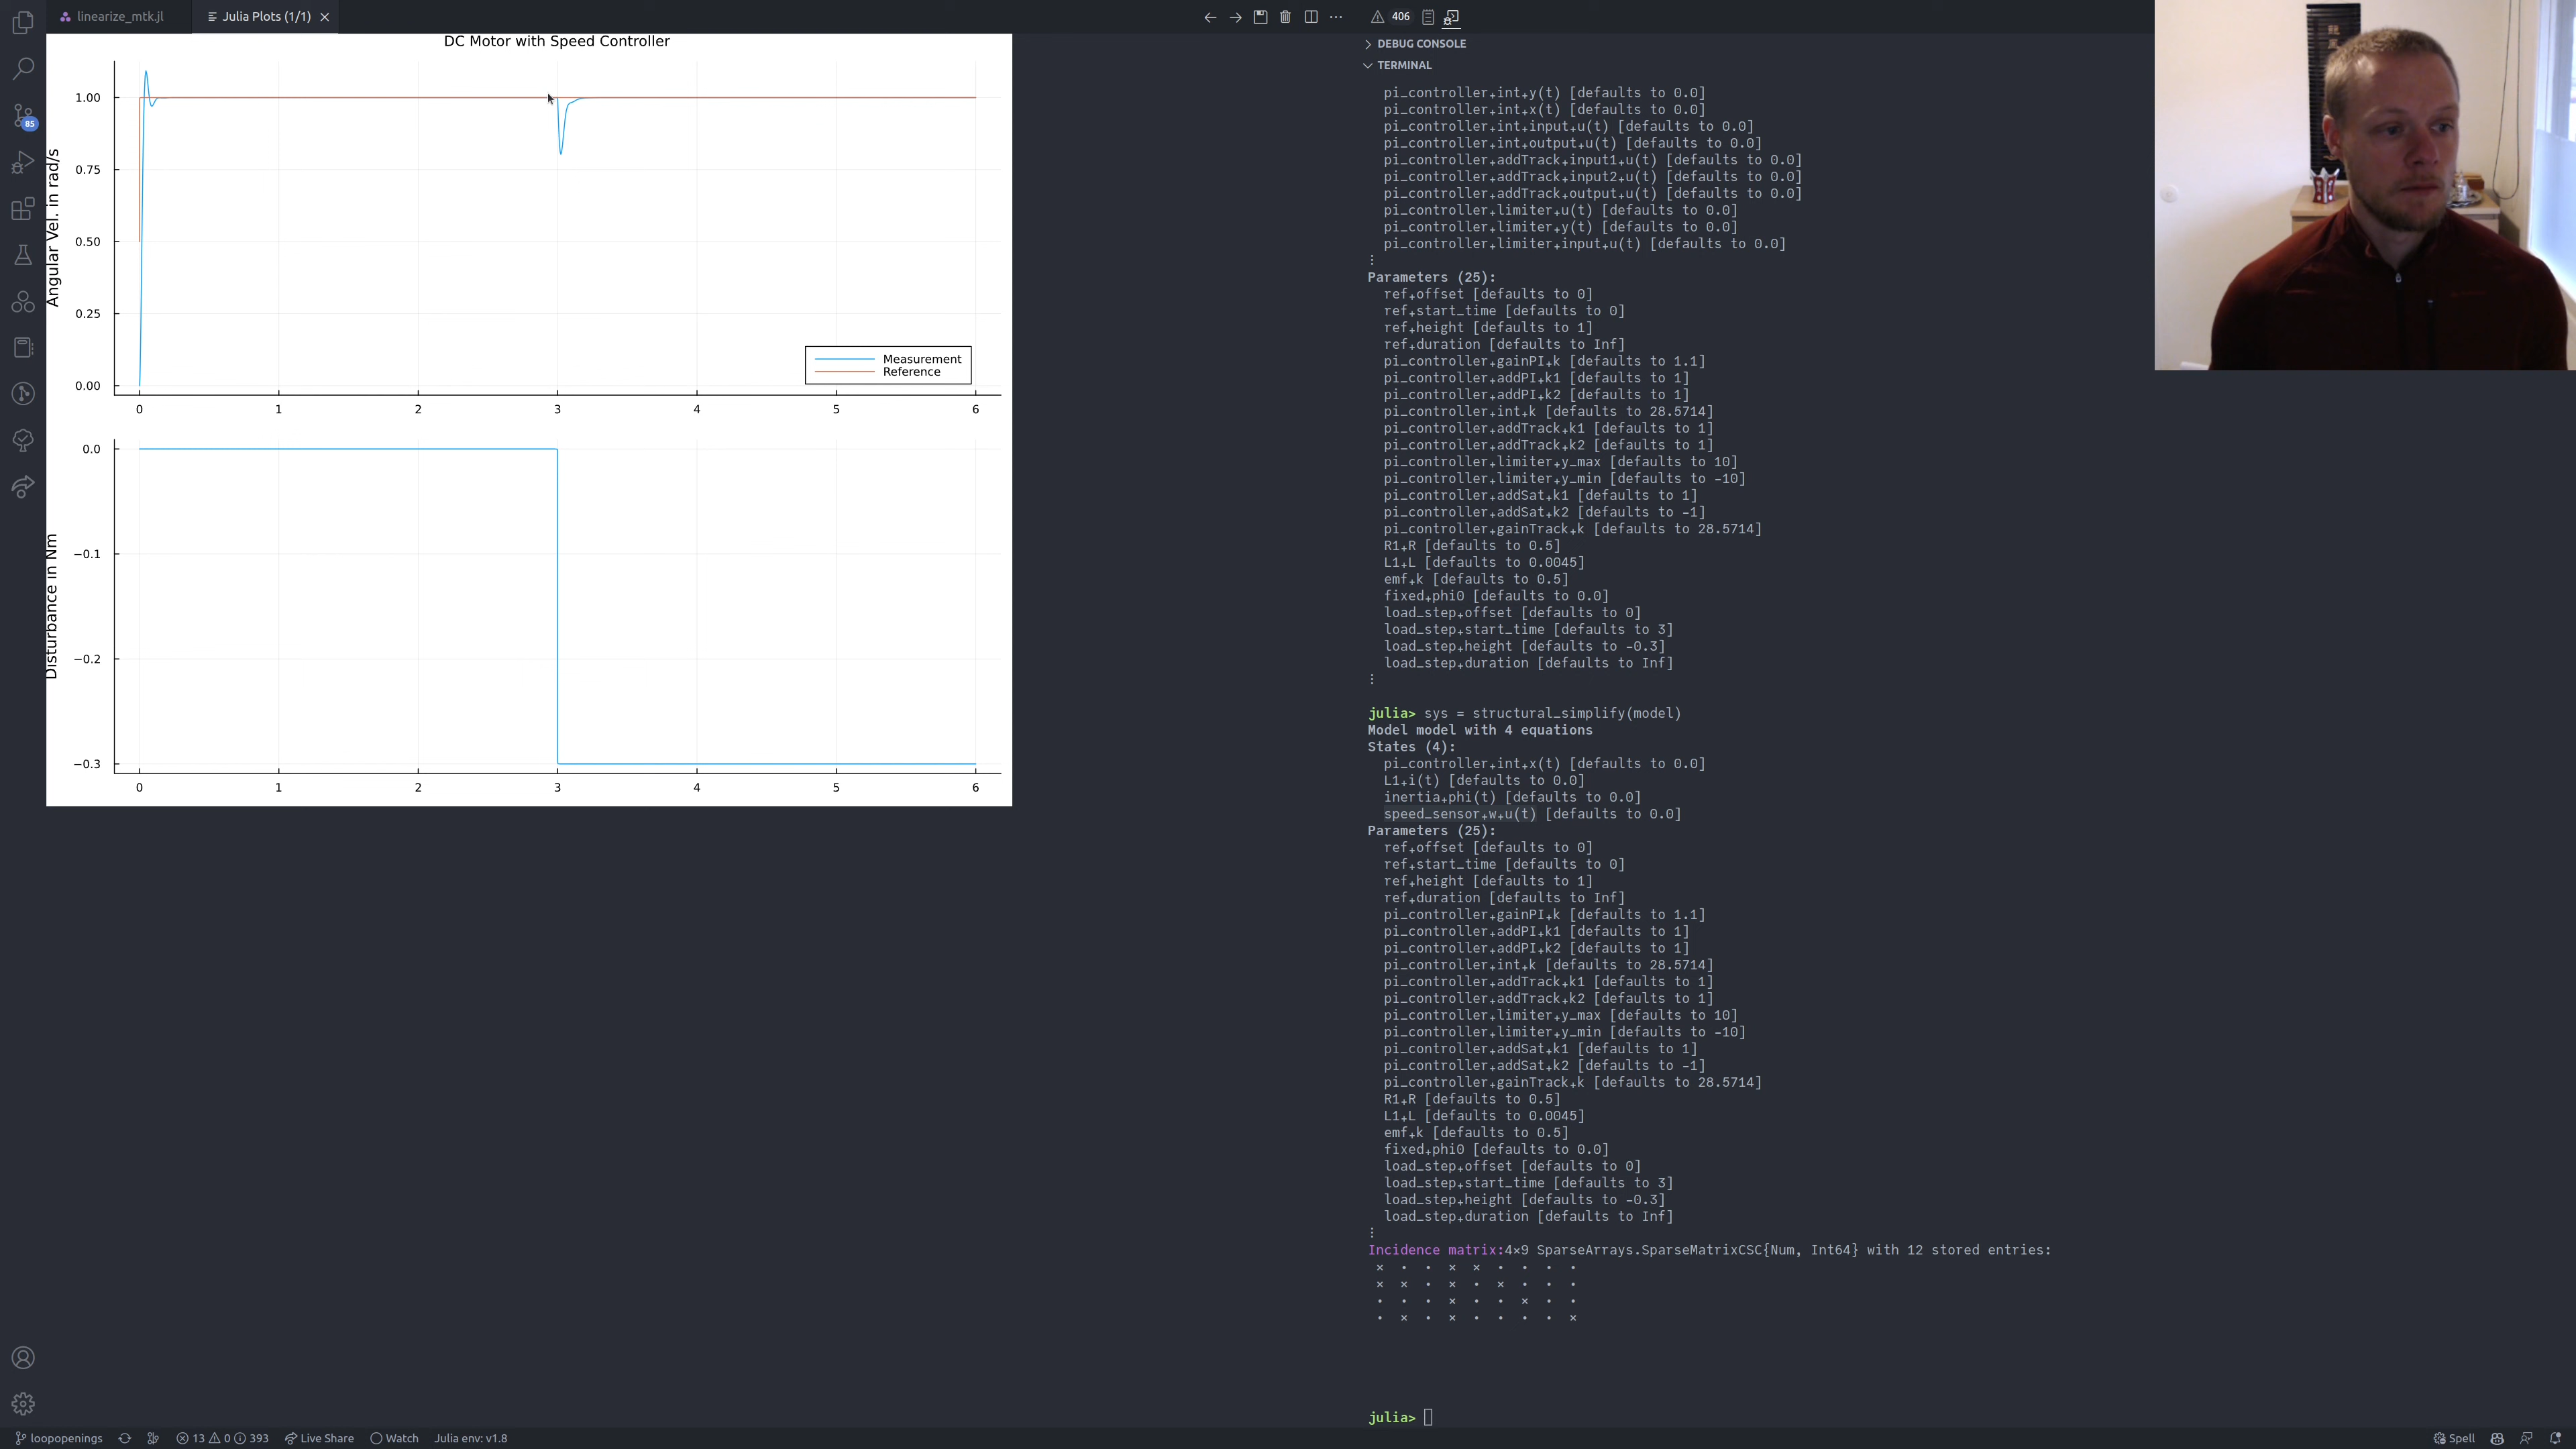 linearize_mtk.jl
Julia Plots (1/1)
406
DEBUG CONSOLE
TERMINAL
DC Motor with Speed Controller
Angular Vel. in rad/s
1.00
0.75
0.50
0.25
0.00
Measurement
Reference
0 1 2 3 4 5 6
Disturbance in Nm
0.0
−0.1
−0.2
−0.3
0 1 2 3 4 5 6
85
pi_controller₊int₊y(t) [defaults to 0.0]
pi_controller₊int₊x(t) [defaults to 0.0]
pi_controller₊int₊input₊u(t) [defaults to 0.0]
pi_controller₊int₊output₊u(t) [defaults to 0.0]
pi_controller₊addTrack₊input1₊u(t) [defaults to 0.0]
pi_controller₊addTrack₊input2₊u(t) [defaults to 0.0]
pi_controller₊addTrack₊output₊u(t) [defaults to 0.0]
pi_controller₊limiter₊u(t) [defaults to 0.0]
pi_controller₊limiter₊y(t) [defaults to 0.0]
pi_controller₊limiter₊input₊u(t) [defaults to 0.0]
⋮
Parameters (25):
ref₊offset [defaults to 0]
ref₊start_time [defaults to 0]
ref₊height [defaults to 1]
ref₊duration [defaults to Inf]
pi_controller₊gainPI₊k [defaults to 1.1]
pi_controller₊addPI₊k1 [defaults to 1]
pi_controller₊addPI₊k2 [defaults to 1]
pi_controller₊int₊k [defaults to 28.5714]
pi_controller₊addTrack₊k1 [defaults to 1]
pi_controller₊addTrack₊k2 [defaults to 1]
pi_controller₊limiter₊y_max [defaults to 10]
pi_controller₊limiter₊y_min [defaults to -10]
pi_controller₊addSat₊k1 [defaults to 1]
pi_controller₊addSat₊k2 [defaults to -1]
pi_controller₊gainTrack₊k [defaults to 28.5714]
R1₊R [defaults to 0.5]
L1₊L [defaults to 0.0045]
emf₊k [defaults to 0.5]
fixed₊phi0 [defaults to 0.0]
load_step₊offset [defaults to 0]
load_step₊start_time [defaults to 3]
load_step₊height [defaults to -0.3]
load_step₊duration [defaults to Inf]
⋮
julia> sys = structural_simplify(model)
Model model with 4 equations
States (4):
pi_controller₊int₊x(t) [defaults to 0.0]
L1₊i(t) [defaults to 0.0]
inertia₊phi(t) [defaults to 0.0]
speed_sensor₊w₊u(t) [defaults to 0.0]
Parameters (25):
ref₊offset [defaults to 0]
ref₊start_time [defaults to 0]
ref₊height [defaults to 1]
ref₊duration [defaults to Inf]
pi_controller₊gainPI₊k [defaults to 1.1]
pi_controller₊addPI₊k1 [defaults to 1]
pi_controller₊addPI₊k2 [defaults to 1]
pi_controller₊int₊k [defaults to 28.5714]
pi_controller₊addTrack₊k1 [defaults to 1]
pi_controller₊addTrack₊k2 [defaults to 1]
pi_controller₊limiter₊y_max [defaults to 10]
pi_controller₊limiter₊y_min [defaults to -10]
pi_controller₊addSat₊k1 [defaults to 1]
pi_controller₊addSat₊k2 [defaults to -1]
pi_controller₊gainTrack₊k [defaults to 28.5714]
R1₊R [defaults to 0.5]
L1₊L [defaults to 0.0045]
emf₊k [defaults to 0.5]
fixed₊phi0 [defaults to 0.0]
load_step₊offset [defaults to 0]
load_step₊start_time [defaults to 3]
load_step₊height [defaults to -0.3]
load_step₊duration [defaults to Inf]
⋮
Incidence matrix:4×9 SparseArrays.SparseMatrixCSC{Num, Int64} with 12 stored entries:
× ⋅ ⋅ × × ⋅ ⋅ ⋅ ⋅
× × ⋅ × ⋅ × ⋅ ⋅ ⋅
⋅ ⋅ ⋅ × ⋅ ⋅ × ⋅ ⋅
⋅ × ⋅ × ⋅ ⋅ ⋅ ⋅ ×
julia>
loopopenings
13 0 393
Live Share
Watch
Julia env: v1.8
Spell